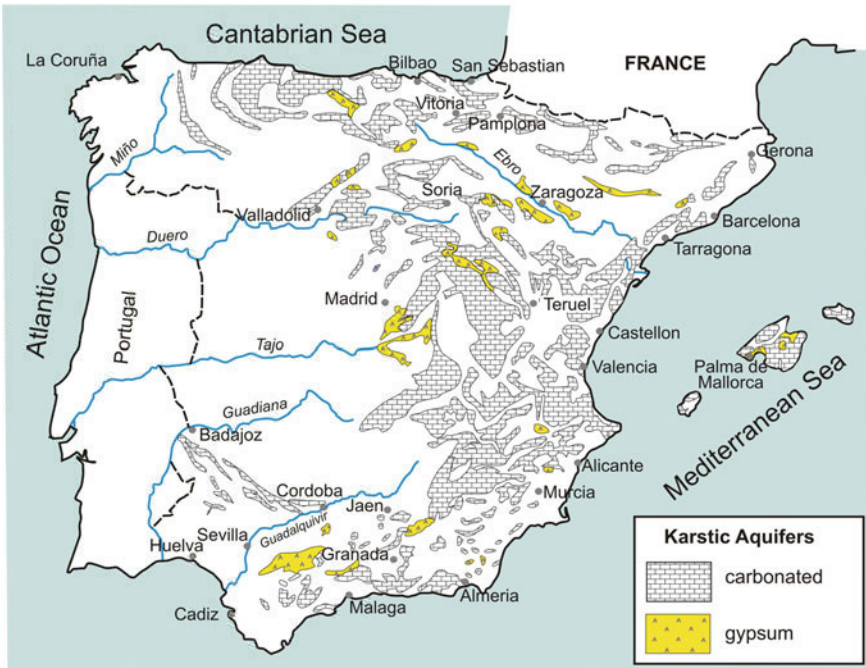 Cantabrian Sea
La Coruña
Bilbao
San Sebastian
FRANCE
Vitoria
Pamplona
Miño
Ebro
Gerona
Soria
Zaragoza
Valladolid
Barcelona
Tarragona
Duero
Atlantic Ocean
Portugal
Madrid
Teruel
Castellon
Tajo
Valencia
Palma de
Mallorca
Mediterranean Sea
Guadiana
Badajoz
Alicante
Cordoba
Jaen
Murcia
Sevilla
Guadalquivir
Huelva
Granada
Almeria
Malaga
Cadiz
Karstic Aquifers
carbonated
gypsum